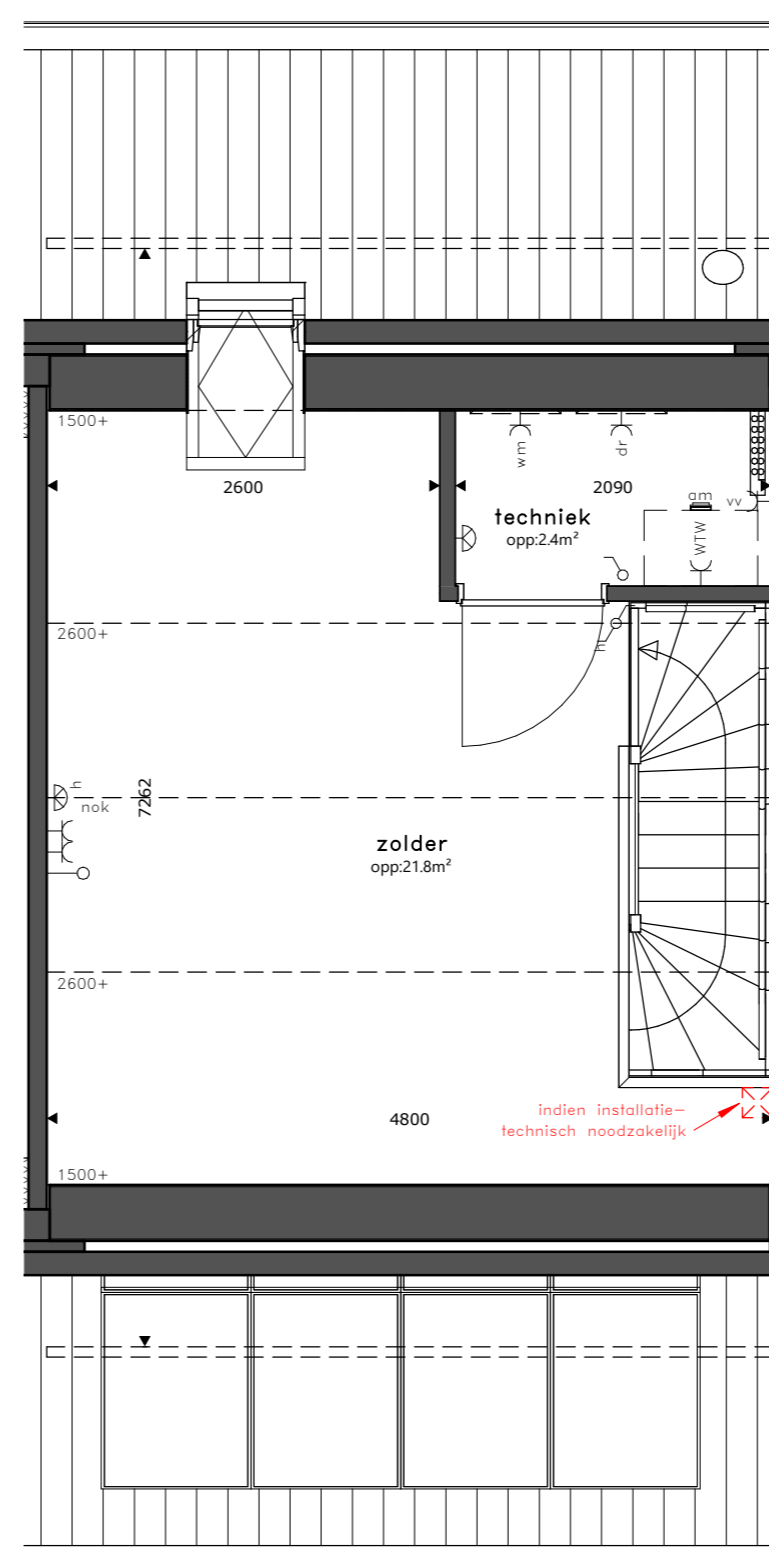 1500+
wm
dr
2600
2090
am
vv
techniek
opp:2.4m²
WTW
2600+
h
h
nok
7262
zolder
opp:21.8m²
2600+
4800
indien installatie-
technisch noodzakelijk
1500+